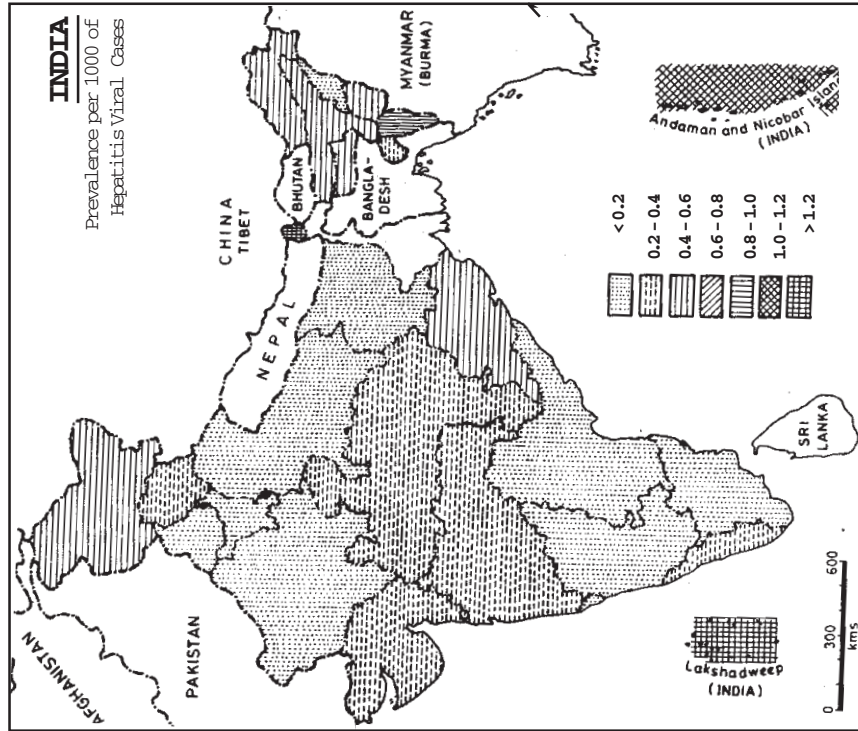 INDIA
Prevalence per 1000 of
Hepatitis Viral Cases
CHINA
TIBET
AFGHANISTAN
PAKISTAN
NEPAL
BHUTAN
BANGLA-
DESH
MYANMAR
(BURMA)
Andaman and Nicobar Island
(INDIA)
< 0.2
0.2 - 0.4
0.4 - 0.6
0.6 - 0.8
0.8 - 1.0
1.0 - 1.2
> 1.2
SRI
LANKA
Lakshadweep
(INDIA)
0 300 600
kms